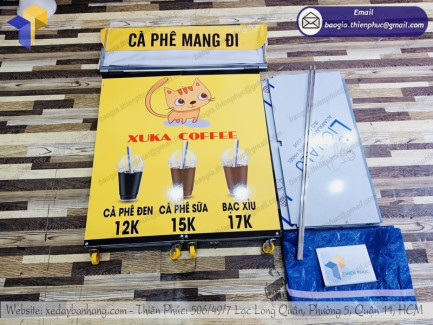 Email
baogia.thienphuc@gmail.com
CÀ PHÊ MANG ĐI
XUKA COFFEE
CÀ PHÊ ĐEN CÀ PHÊ SỮA BẠC XỈU
12K 15K 17K
THIÊN PHÚC
Website: xedaybanhang.com - Thiên Phúc: 506/49/7 Lạc Long Quân, Phường 5, Quận 11, HCM